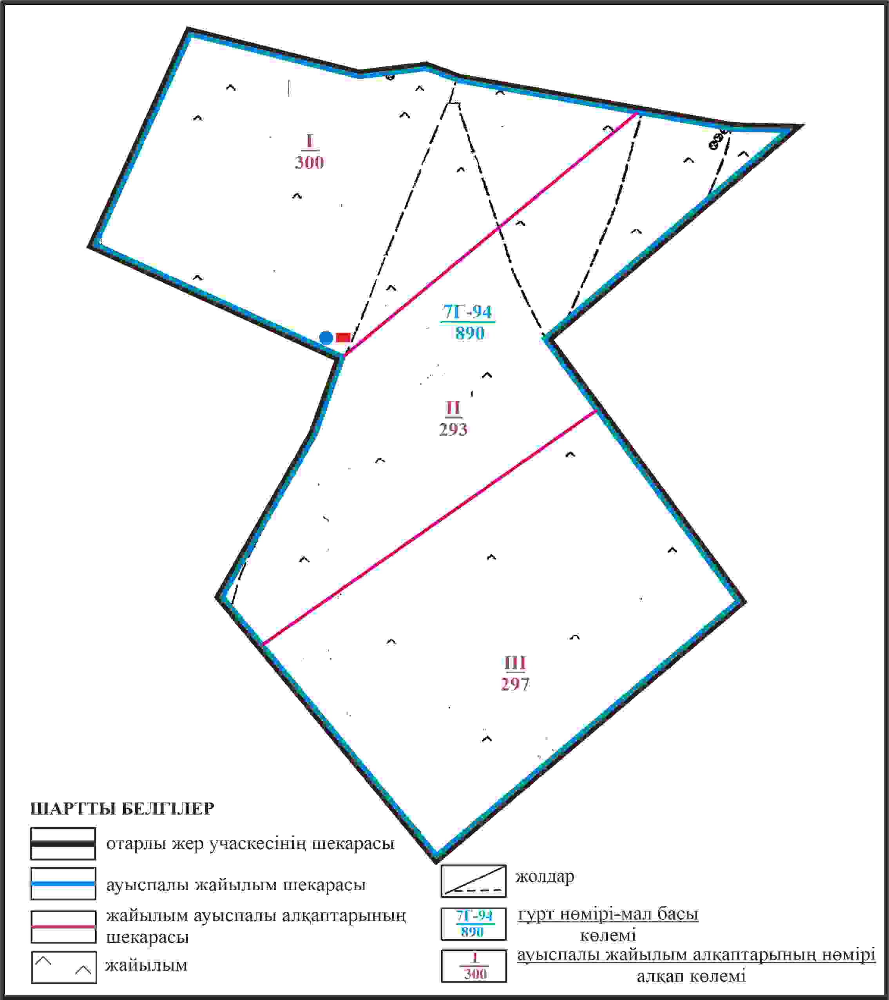 I
300
7Г-94
890
II
293
III
297
ШАРТТЫ БЕЛГІЛЕР
отарлы жер учаскесінің шекарасы
ауыспалы жайылым шекарасы
жайылым ауыспалы алқаптарының
шекарасы
жайылым
жолдар
7Г-94
890
гурт нөмірі-мал басы
көлемі
I
300
ауыспалы жайылым алқаптарының нөмірі
алқап көлемі